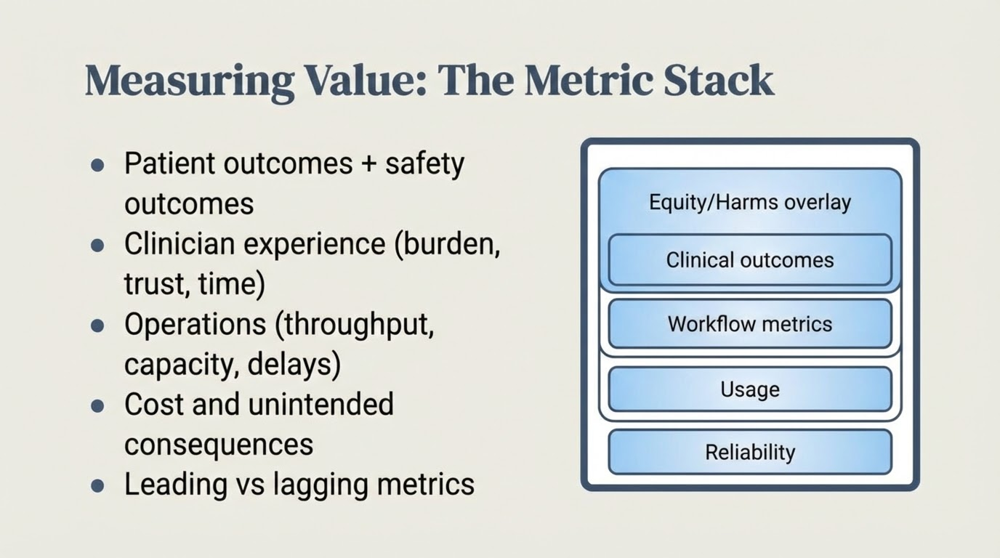 Measuring Value: The Metric Stack
• Patient outcomes + safety
outcomes
• Clinician experience (burden,
trust, time)
• Operations (throughput,
capacity, delays)
• Cost and unintended
consequences
• Leading vs lagging metrics
Equity/Harms overlay
Clinical outcomes
Workflow metrics
Usage
Reliability